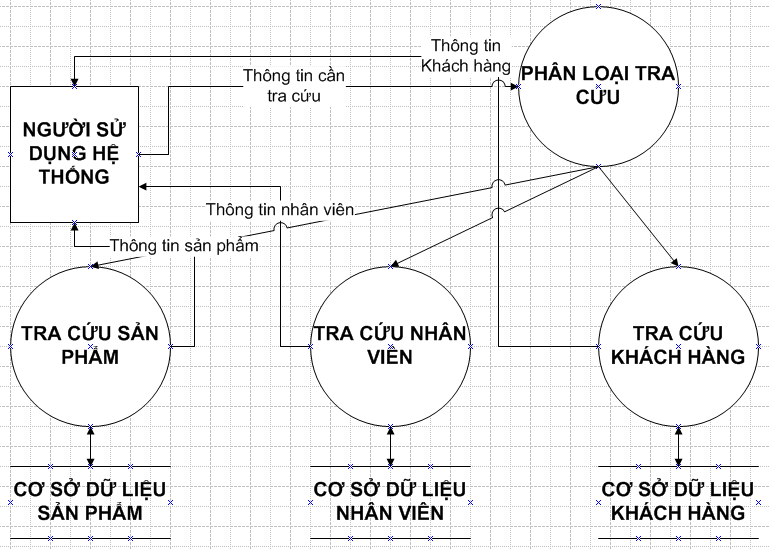 Thông tin
Khách hàng
Thông tin cần
tra cứu
PHÂN LOẠI TRA
CỨU
NGƯỜI SỬ
DỤNG HỆ
THỐNG
Thông tin nhân viên
Thông tin sản phẩm
TRA CỨU SẢN
PHẨM
TRA CỨU NHÂN
VIÊN
TRA CỨU
KHÁCH HÀNG
CƠ SỞ DỮ LIỆU
SẢN PHẨM
CƠ SỞ DỮ LIỆU
NHÂN VIÊN
CƠ SỞ DỮ LIỆU
KHÁCH HÀNG